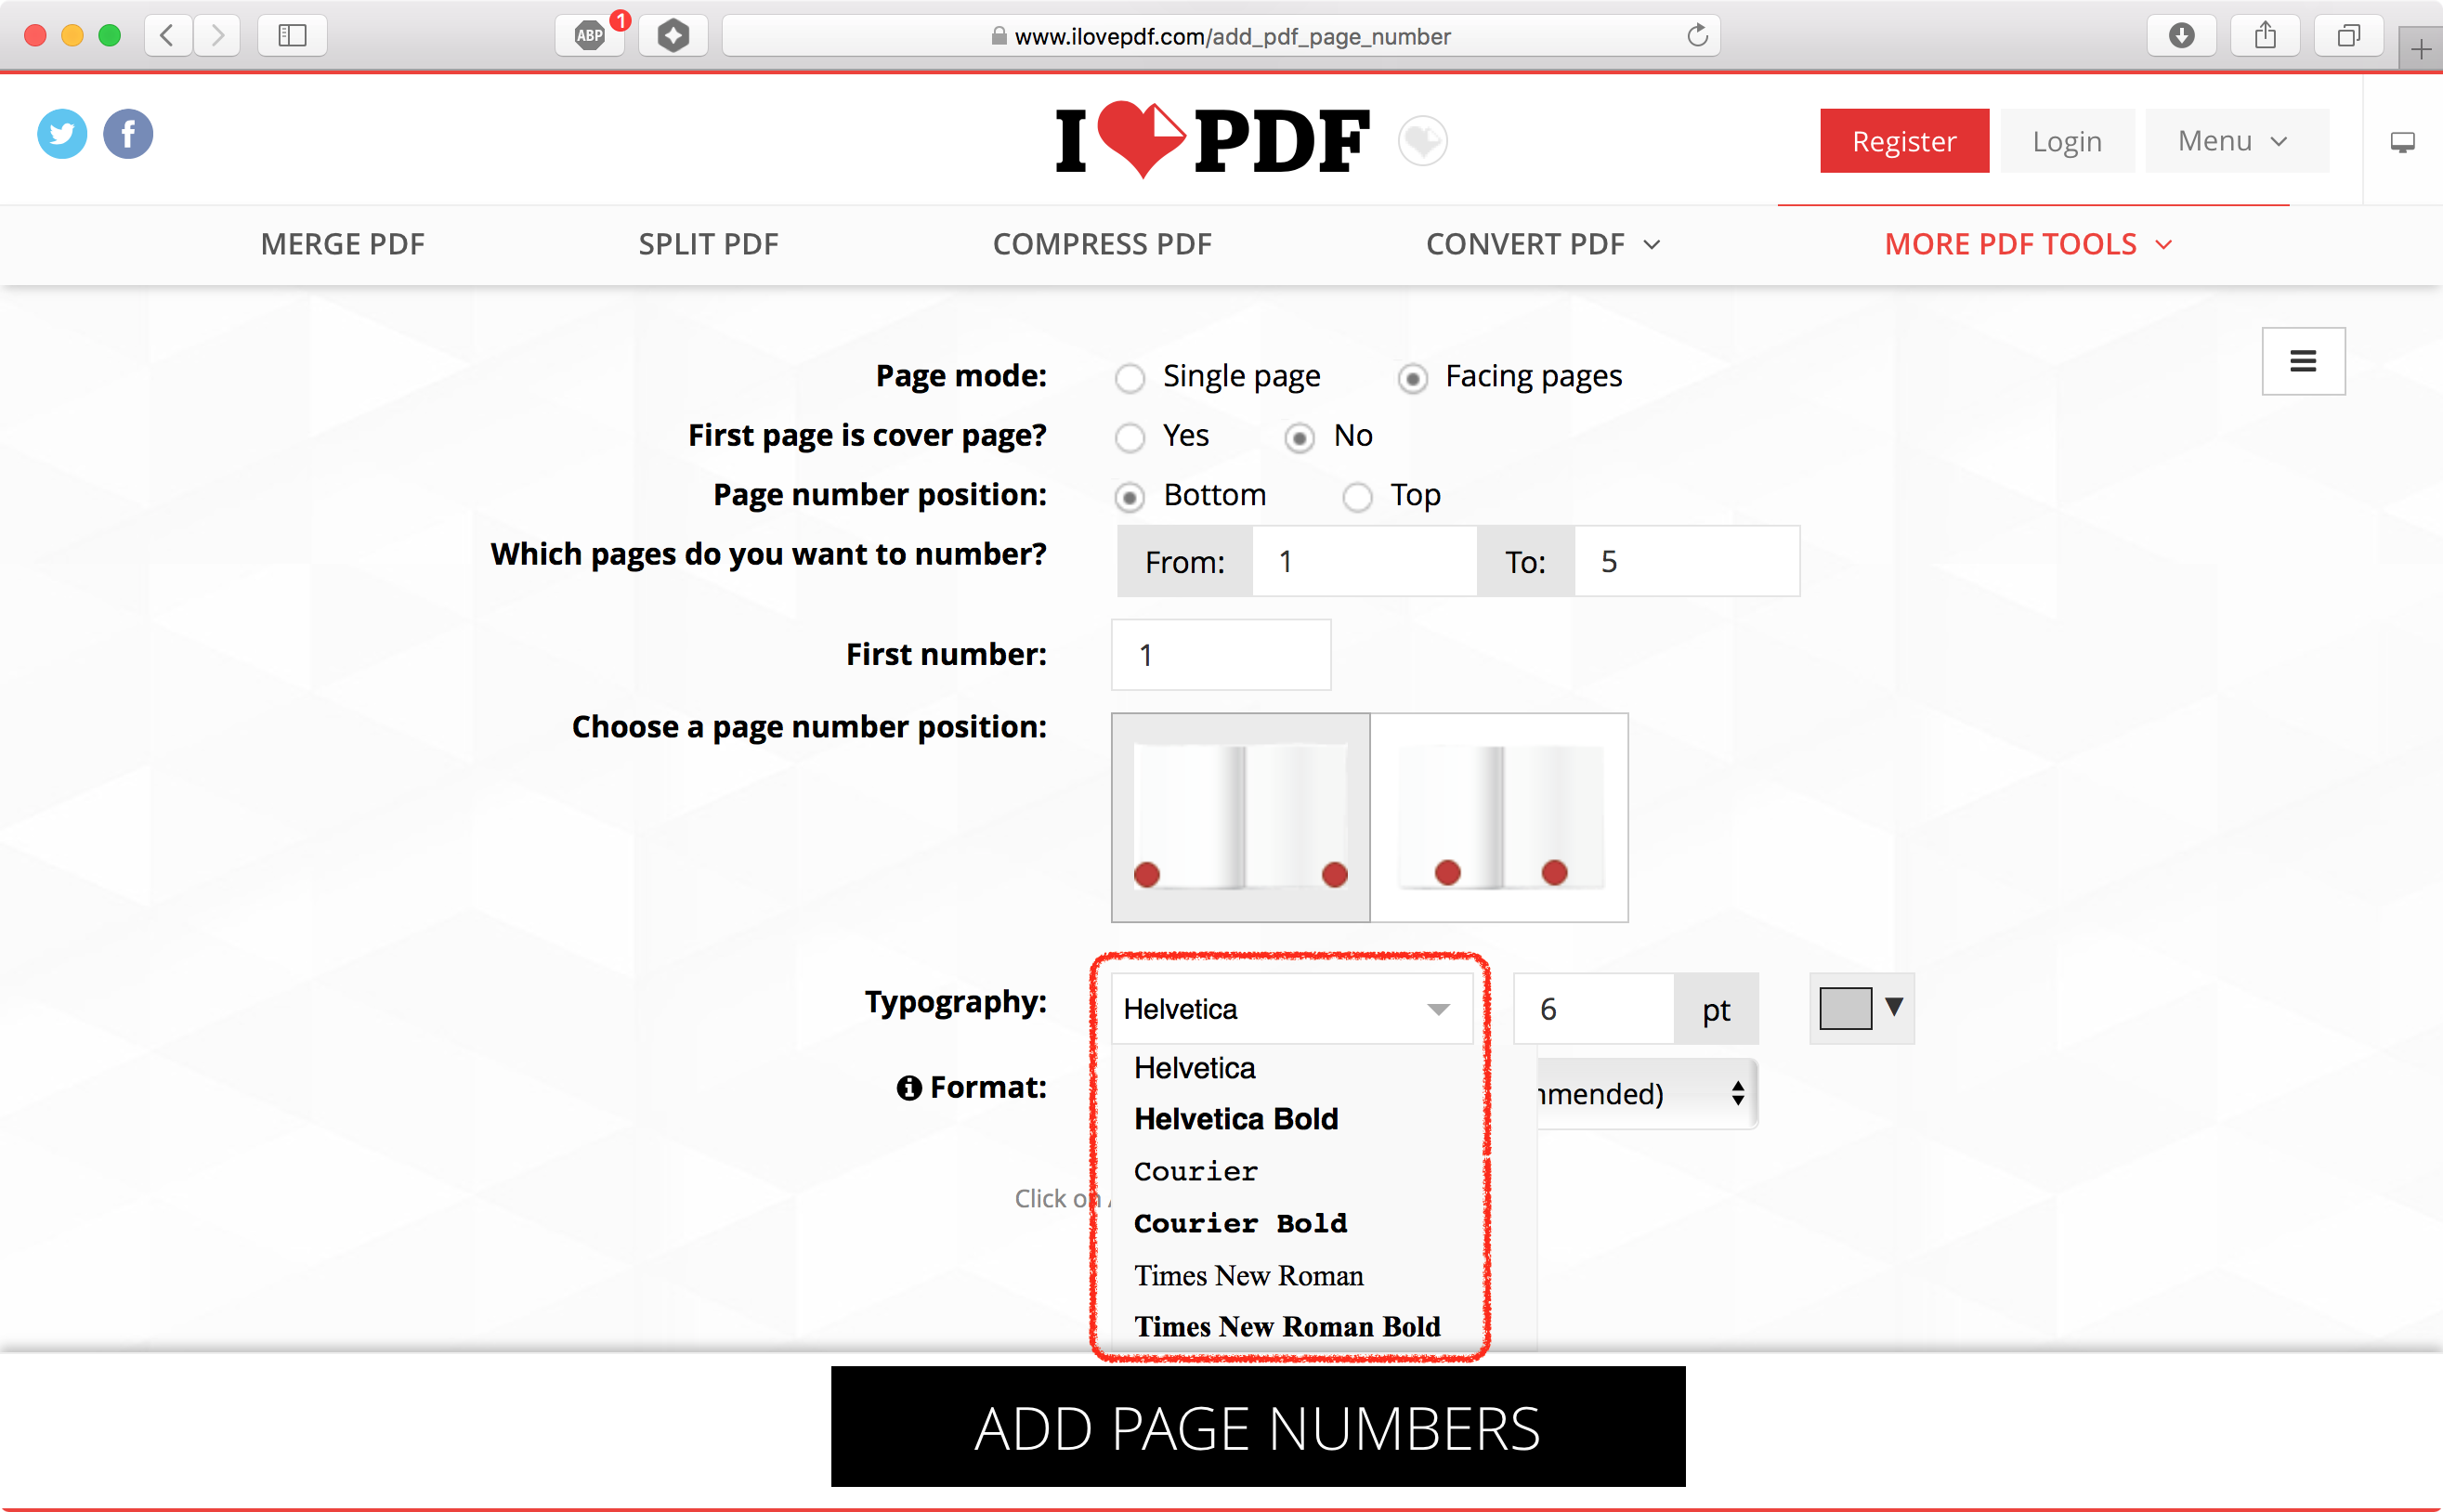 ABP
1
www.ilovepdf.com/add_pdf_page_number
I PDF
Register
Login
Menu
MERGE PDF
SPLIT PDF
COMPRESS PDF
CONVERT PDF
MORE PDF TOOLS
Page mode: Single page Facing pages
First page is cover page? Yes No
Page number position: Bottom Top
Which pages do you want to number? From: 1 To: 5
First number: 1
Choose a page number position:
Typography: Helvetica 6 pt
Helvetica
Format: mended)
Helvetica Bold
Courier
Click on
Courier Bold
Times New Roman
Times New Roman Bold
ADD PAGE NUMBERS